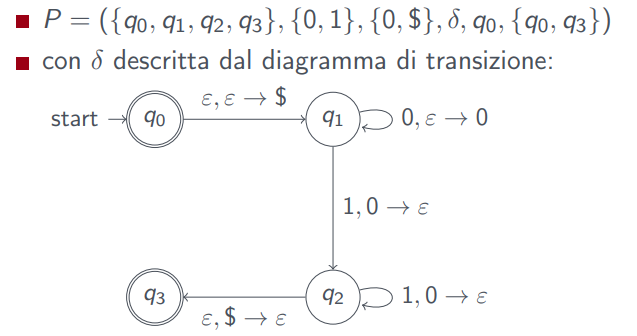 P = ({q0, q1, q2, q3}, {0, 1}, {0, $}, δ, q0, {q0, q3})
con δ descritta dal diagramma di transizione:
ε, ε → $
start q0 q1 0, ε → 0
1, 0 → ε
q3 q2 1, 0 → ε
ε, $ → ε